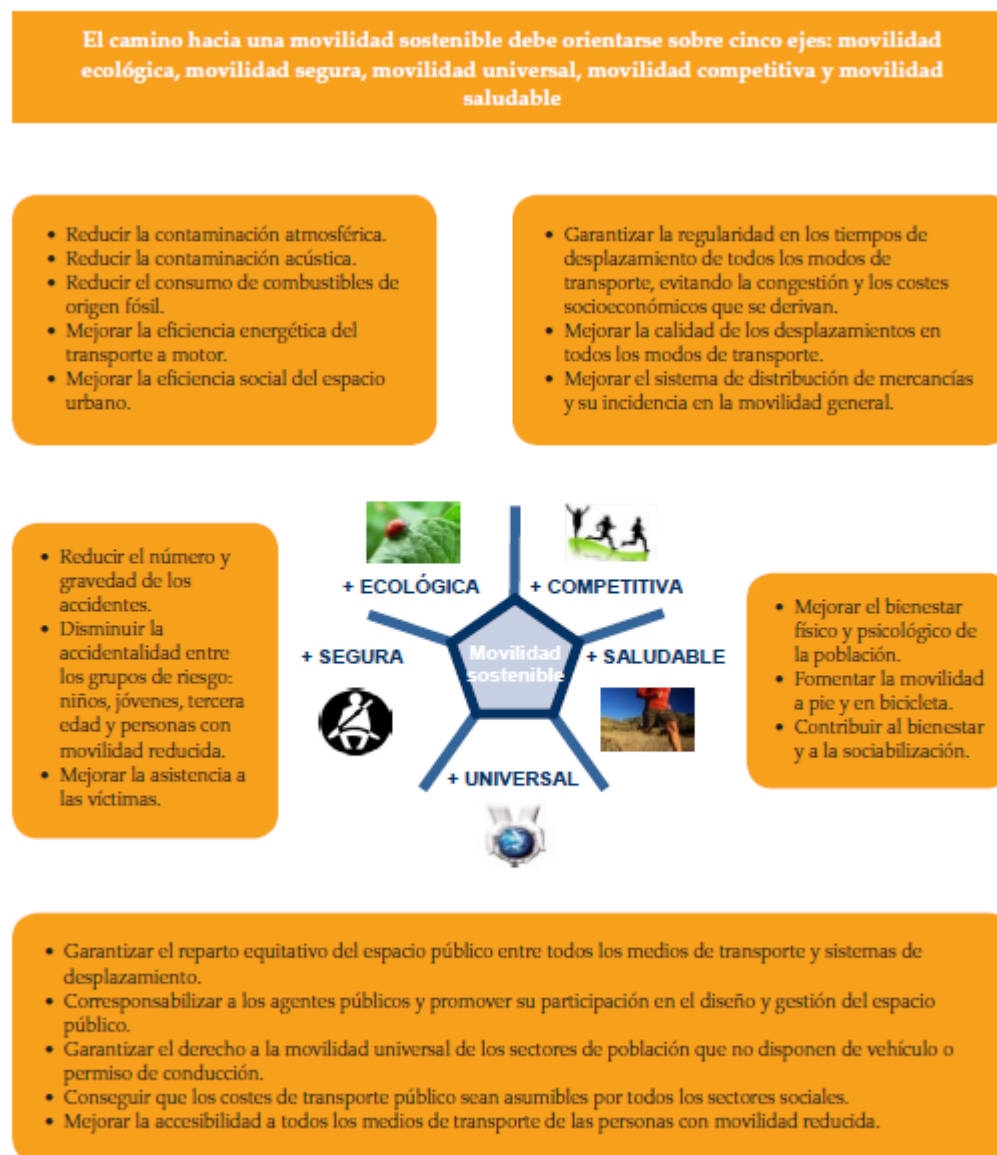 El camino hacia una movilidad sostenible debe orientarse sobre cinco ejes: movilidad
ecológica, movilidad segura, movilidad universal, movilidad competitiva y movilidad
saludable
• Reducir la contaminación atmosférica.
• Reducir la contaminación acústica.
• Reducir el consumo de combustibles de
origen fósil.
• Mejorar la eficiencia energética del
transporte a motor.
• Mejorar la eficiencia social del espacio
urbano.
• Garantizar la regularidad en los tiempos de
desplazamiento de todos los modos de
transporte, evitando la congestión y los costes
socioeconómicos que se derivan.
• Mejorar la calidad de los desplazamientos en
todos los modos de transporte.
• Mejorar el sistema de distribución de mercancías
y su incidencia en la movilidad general.
• Reducir el número y
gravedad de los
accidentes.
• Disminuir la
accidentalidad entre
los grupos de riesgo:
niños, jóvenes, tercera
edad y personas con
movilidad reducida.
• Mejorar la asistencia a
las víctimas.
+ ECOLÓGICA
+ COMPETITIVA
+ SEGURA
Movilidad
sostenible
+ SALUDABLE
+ UNIVERSAL
• Mejorar el bienestar
físico y psicológico de
la población.
• Fomentar la movilidad
a pie y en bicicleta.
• Contribuir al bienestar
y a la sociabilización.
• Garantizar el reparto equitativo del espacio público entre todos los medios de transporte y sistemas de
desplazamiento.
• Corresponsabilizar a los agentes públicos y promover su participación en el diseño y gestión del espacio
público.
• Garantizar el derecho a la movilidad universal de los sectores de población que no disponen de vehículo o
permiso de conducción.
• Conseguir que los costes de transporte público sean asumibles por todos los sectores sociales.
• Mejorar la accesibilidad a todos los medios de transporte de las personas con movilidad reducida.